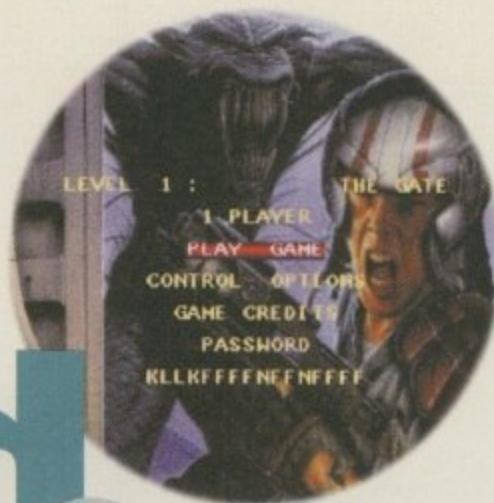 LEVEL 1 : THE GATE
1 PLAYER
PLAY GAME
CONTROL OPTIONS
GAME CREDITS
PASSWORD
KLLKFFFFNFFNFFFF